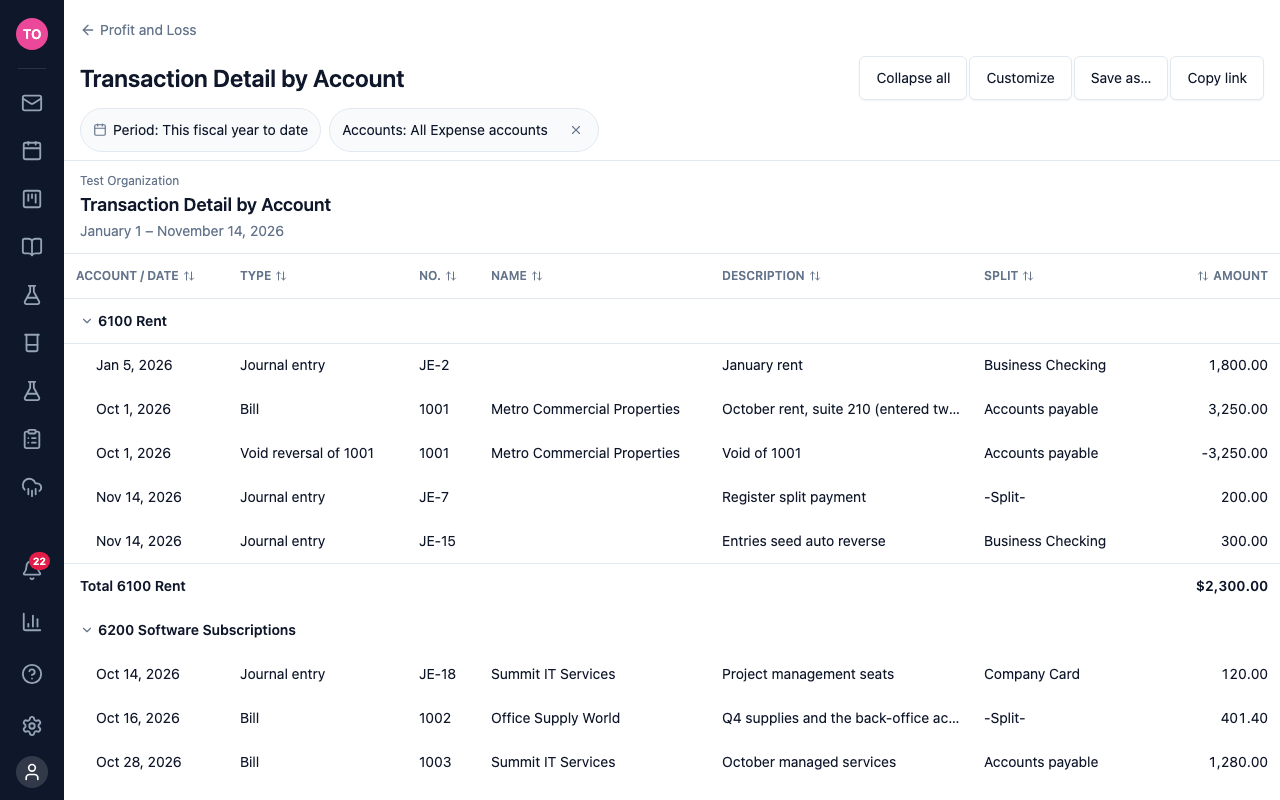 TO
Profit and Loss
Transaction Detail by Account
Collapse all
Customize
Save as...
Copy link
Period: This fiscal year to date
Accounts: All Expense accounts
Test Organization
Transaction Detail by Account
January 1 – November 14, 2026
ACCOUNT / DATE TYPE NO. NAME DESCRIPTION SPLIT AMOUNT
6100 Rent
Jan 5, 2026 Journal entry JE-2 January rent Business Checking 1,800.00
Oct 1, 2026 Bill 1001 Metro Commercial Properties October rent, suite 210 (entered tw... Accounts payable 3,250.00
Oct 1, 2026 Void reversal of 1001 1001 Metro Commercial Properties Void of 1001 Accounts payable -3,250.00
Nov 14, 2026 Journal entry JE-7 Register split payment -Split- 200.00
Nov 14, 2026 Journal entry JE-15 Entries seed auto reverse Business Checking 300.00
Total 6100 Rent $2,300.00
6200 Software Subscriptions
Oct 14, 2026 Journal entry JE-18 Summit IT Services Project management seats Company Card 120.00
Oct 16, 2026 Bill 1002 Office Supply World Q4 supplies and the back-office ac... -Split- 401.40
Oct 28, 2026 Bill 1003 Summit IT Services October managed services Accounts payable 1,280.00
22